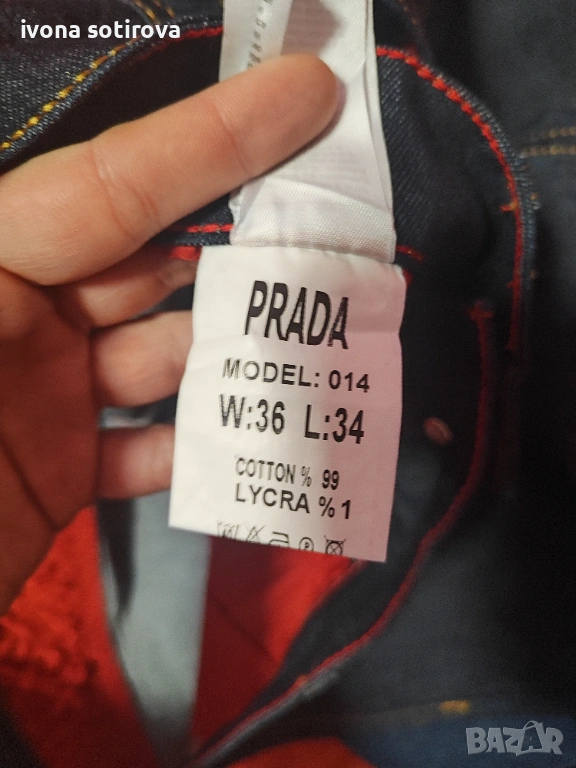 ivona sotirova
PRADA
MODEL: 014
W:36 L:34
COTTON % 99
LYCRA % 1
BAZAR